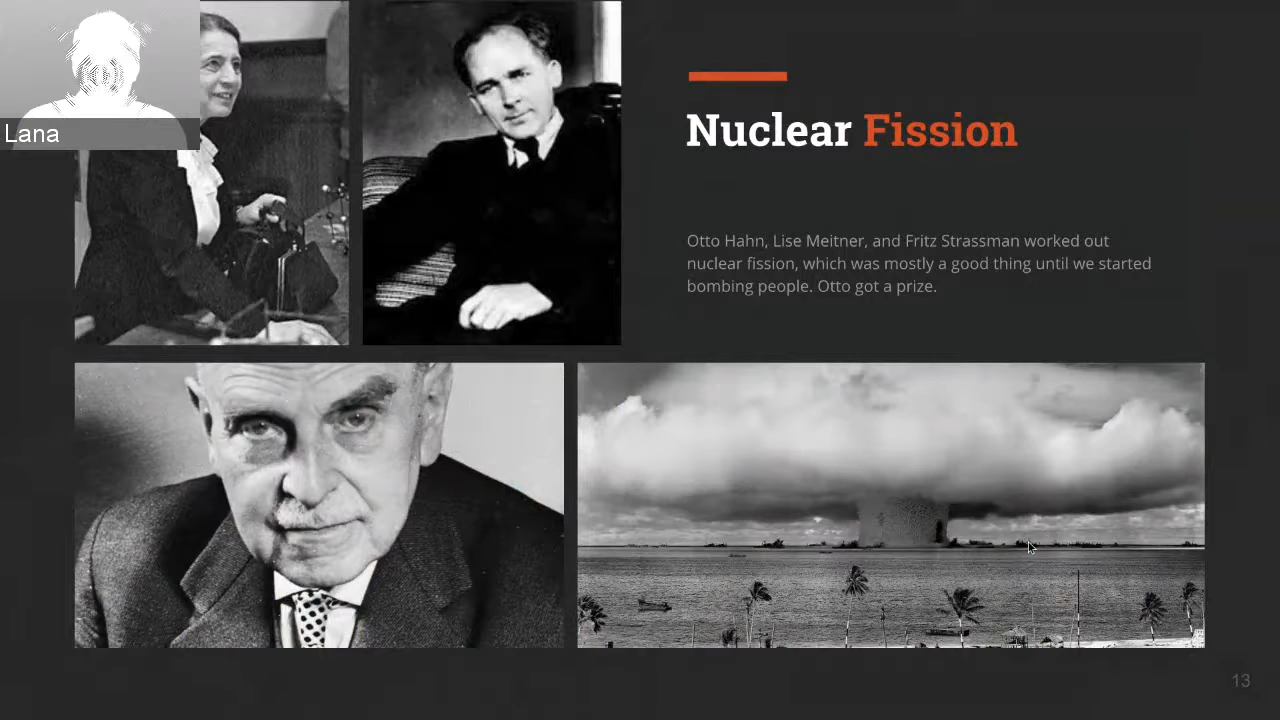 Lana
Nuclear Fission
Otto Hahn, Lise Meitner, and Fritz Strassman worked out
nuclear fission, which was mostly a good thing until we started
bombing people. Otto got a prize.
13